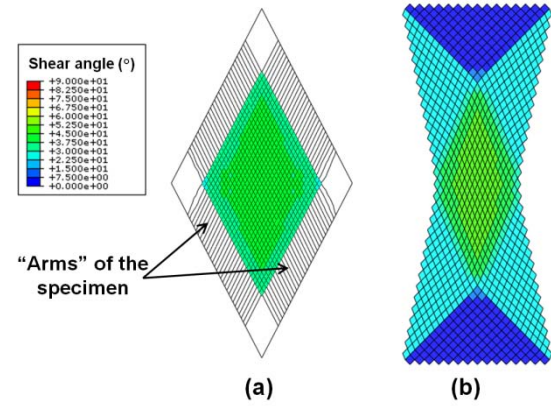 Shear angle (°)
+9.000e+01
+8.250e+01
+7.500e+01
+6.750e+01
+6.000e+01
+5.250e+01
+4.500e+01
+3.750e+01
+3.000e+01
+2.250e+01
+1.500e+01
+7.500e+00
+0.000e+00
“Arms” of the
specimen
(a)
(b)